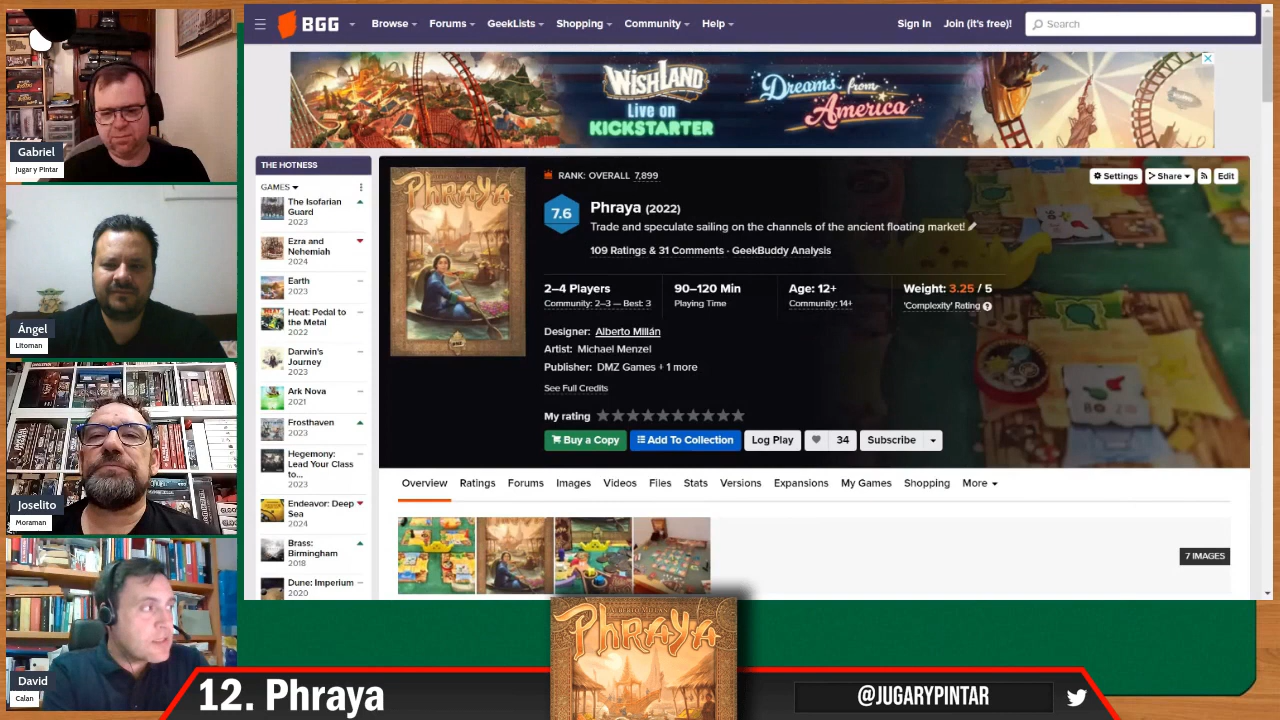 Gabriel
Jugar y Pintar
Ángel
Litoman
Joselito
Moraman
David
Calan
BGG
Browse
Forums
GeekLists
Shopping
Community
Help
Sign In
Join (it's free)!
Search
WISHLAND
Live on
KICKSTARTER
Dreams from
America
THE HOTNESS
GAMES
The Isofarian
Guard
2023
Ezra and
Nehemiah
2024
Earth
2023
Heat: Pedal to
the Metal
2022
Darwin's
Journey
2023
Ark Nova
2021
Frosthaven
2023
Hegemony:
Lead Your Class
to...
2023
Endeavor: Deep
Sea
2024
Brass:
Birmingham
2018
Dune: Imperium
2020
PHRAYA
RANK: OVERALL 7,899
Settings
Share
Edit
7.6
Phraya (2022)
Trade and speculate sailing on the channels of the ancient floating market!
109 Ratings & 31 Comments · GeekBuddy Analysis
2–4 Players
Community: 2–3 — Best: 3
90–120 Min
Playing Time
Age: 12+
Community: 14+
Weight: 3.25 / 5
'Complexity' Rating
Designer: Alberto Millán
Artist: Michael Menzel
Publisher: DMZ Games + 1 more
See Full Credits
My rating
Buy a Copy
Add To Collection
Log Play
34
Subscribe
Overview
Ratings
Forums
Images
Videos
Files
Stats
Versions
Expansions
My Games
Shopping
More
7 IMAGES
ALBERTO MILLÁN
PHRAYA
12. Phraya
@JUGARYPINTAR